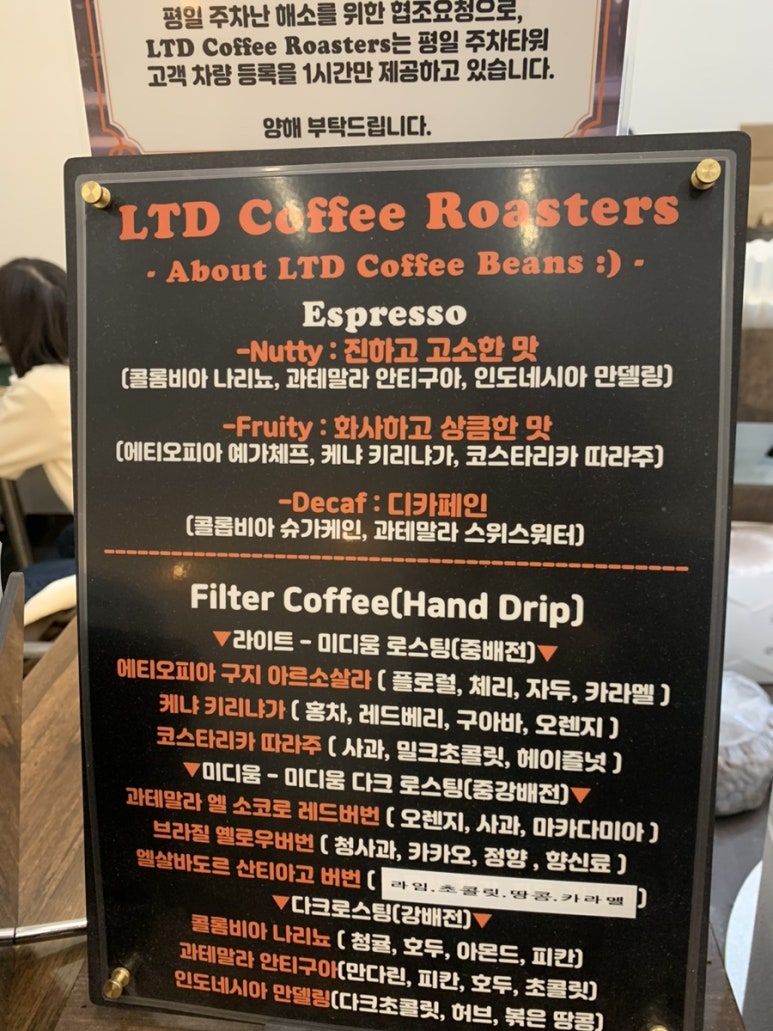 평일 주차난 해소를 위한 협조요청으로,
LTD Coffee Roasters는 평일 주차타워
고객 차량 등록을 1시간만 제공하고 있습니다.
양해 부탁드립니다.
LTD Coffee Roasters
- About LTD Coffee Beans :) -
Espresso
-Nutty : 진하고 고소한 맛
(콜롬비아 나리뇨, 과테말라 안티구아, 인도네시아 만델링)
-Fruity : 화사하고 상큼한 맛
(에티오피아 예가체프, 케냐 키리냐가, 코스타리카 따라주)
-Decaf : 디카페인
(콜롭비아 슈가케인, 과테말라 스위스워터)
Filter Coffee(Hand Drip)
▼라이트 - 미디움 로스팅(중배전)▼
에티오피아 구지 아르소살라 ( 플로럴, 체리, 자두, 카라멜 )
케냐 키리냐가 ( 홍차, 레드베리, 구아바, 오렌지 )
코스타리카 따라주 ( 사과, 밀크초콜릿, 헤이즐넛 )
▼미디움 - 미디움 다크 로스팅(중강배전)▼
과테말라 엘 소코로 레드버번 ( 오렌지, 사과, 마카다미아 )
브라질 옐로우버번 ( 청사과, 카카오, 정향 , 향신료 )
엘살바도르 산티아고 버번 ( 라임.초콜릿.땅콩.카라멜 )
▼다크로스팅(강배전)▼
콜롬비아 나리뇨 ( 청귤, 호두, 아몬드, 피칸)
과테말라 안티구아(만다린, 피칸, 호두, 초콜릿)
인도네시아 만델링(다크초콜릿, 허브, 볶은 땅콩)